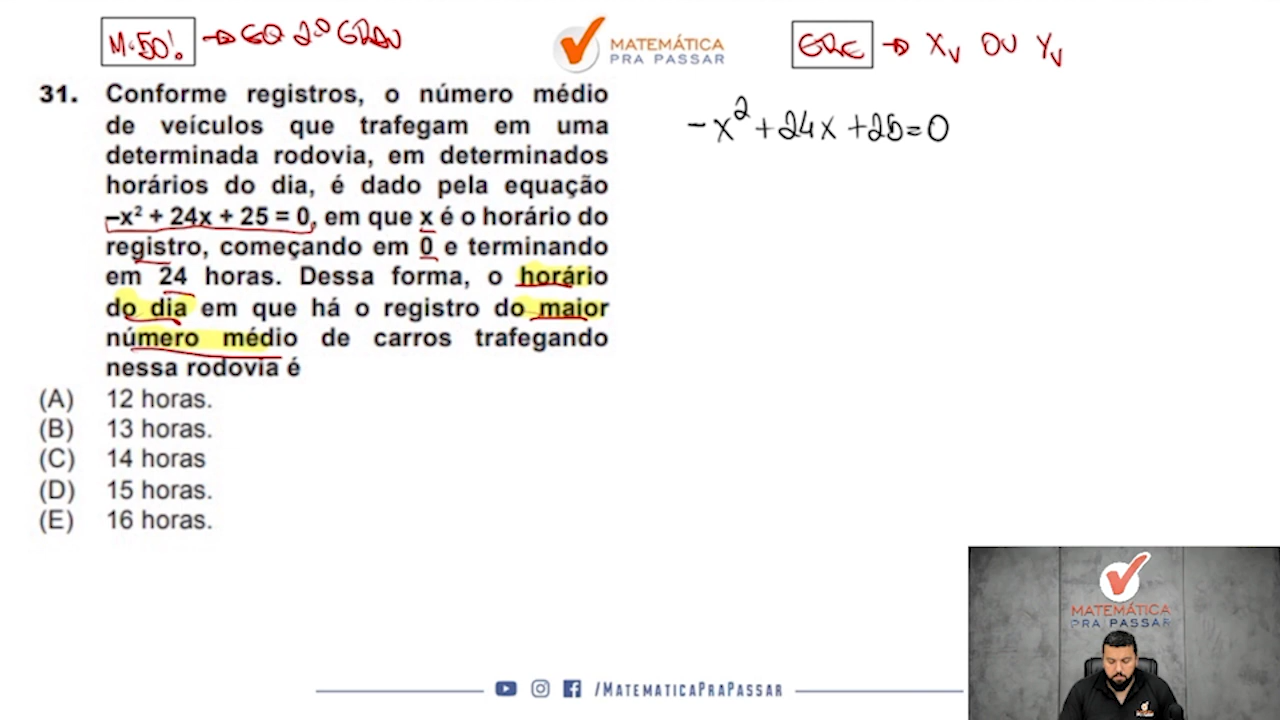 M•50! → EQ 2º GRAU
MATEMÁTICA
PRA PASSAR
→ Xv OU Yv
31. Conforme registros, o número médio
de veículos que trafegam em uma
determinada rodovia, em determinados
horários do dia, é dado pela equação
–x² + 24x + 25 = 0, em que x é o horário do
registro, começando em 0 e terminando
em 24 horas. Dessa forma, o horário
do dia em que há o registro do maior
número médio de carros trafegando
nessa rodovia é
(A) 12 horas.
(B) 13 horas.
(C) 14 horas
(D) 15 horas.
(E) 16 horas.
-x²+24x+25=0
MATEMÁTICA
PRA PASSAR
/MATEMATICAPRAPASSAR